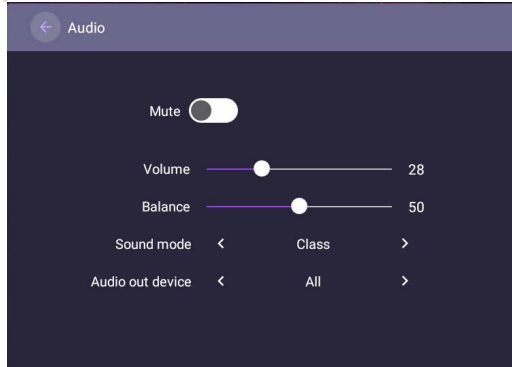 Audio
Mute
Volume 28
Balance 50
Sound mode < Class >
Audio out device < All >